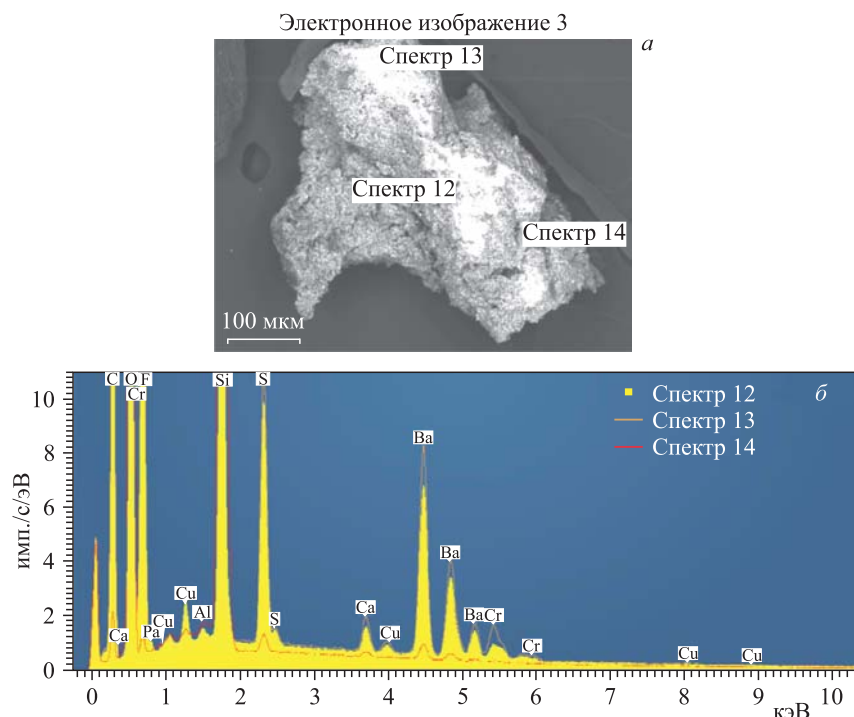 Электронное изображение 3
а
Спектр 13
Спектр 12
Спектр 14
100 мкм
б
имп./с/эВ
10
8
6
4
2
0
C O F Si S
Cr
Спектр 12
Спектр 13
Спектр 14
Ba
Ba
Cu Ca
Ca Pa Cu Al S Cu Ba Cr Cr Cu Cu
0 1 2 3 4 5 6 7 8 9 10
кэВ